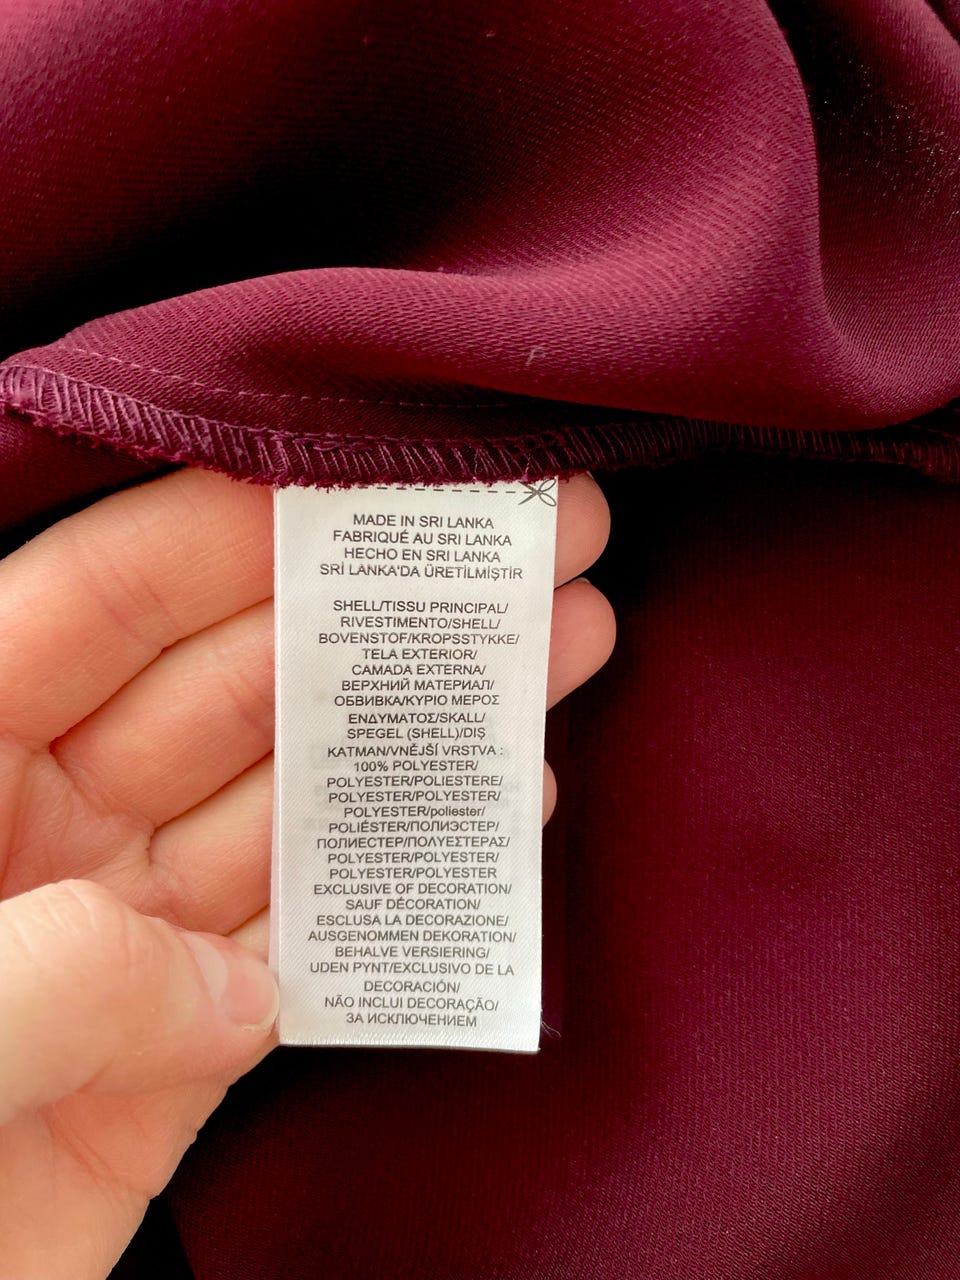 MADE IN SRI LANKA
FABRIQUÉ AU SRI LANKA
HECHO EN SRI LANKA
SRİ LANKA'DA ÜRETİLMİŞTİR
SHELL/TISSU PRINCIPAL/
RIVESTIMENTO/SHELL/
BOVENSTOF/KROPSSTYKKE/
TELA EXTERIOR/
CAMADA EXTERNA/
ВЕРХНИЙ МАТЕРИАЛ/
ОБВИВКА/ΚΥΡΙΟ ΜΕΡΟΣ
ΕΝΔΥΜΑΤΟΣ/SKALL/
SPEGEL (SHELL)/DIŞ
KATMAN/VNĚJŠÍ VRSTVA :
100% POLYESTER/
POLYESTER/POLIESTERE/
POLYESTER/POLYESTER/
POLYESTER/poliester/
POLIÉSTER/ПОЛИЭСТЕР/
ПОЛИЕСТЕР/ΠΟΛΥΕΣΤΕΡΑΣ/
POLYESTER/POLYESTER/
POLYESTER/POLYESTER
EXCLUSIVE OF DECORATION/
SAUF DÉCORATION/
ESCLUSA LA DECORAZIONE/
AUSGENOMMEN DEKORATION/
BEHALVE VERSIERING/
UDEN PYNT/EXCLUSIVO DE LA
DECORACIÓN/
NÃO INCLUI DECORAÇÃO/
ЗА ИСКЛЮЧЕНИЕМ